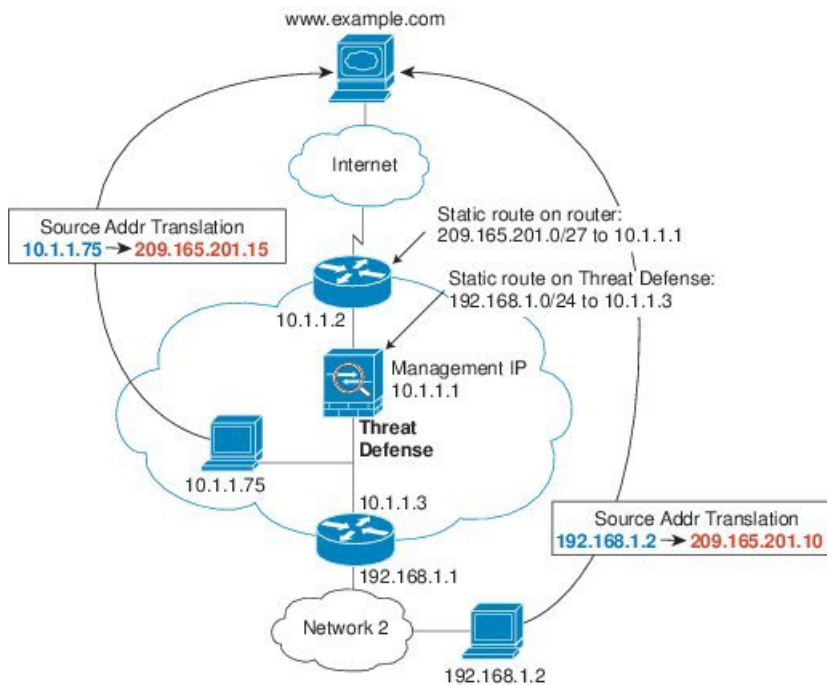 www.example.com
Internet
Source Addr Translation
10.1.1.75 → 209.165.201.15
Static route on router:
209.165.201.0/27 to 10.1.1.1
Static route on Threat Defense:
192.168.1.0/24 to 10.1.1.3
10.1.1.2
Management IP
10.1.1.1
Threat
Defense
10.1.1.75
10.1.1.3
Source Addr Translation
192.168.1.2 → 209.165.201.10
192.168.1.1
Network 2
192.168.1.2